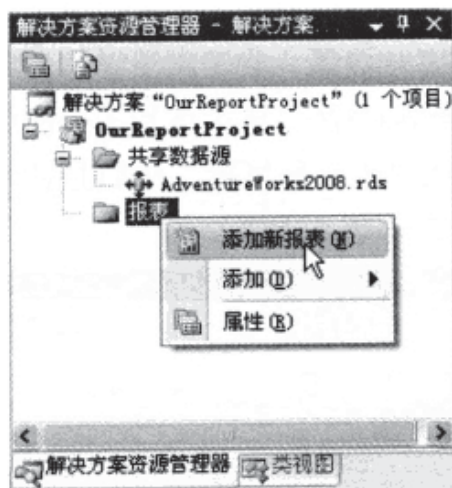 解决方案资源管理器 - 解决方案...
解决方案 “OurReportProject” (1 个项目)
OurReportProject
共享数据源
AdventureWorks2008.rds
报表
添加新报表(N)
添加(D)
属性(R)
解决方案资源管理器
类视图